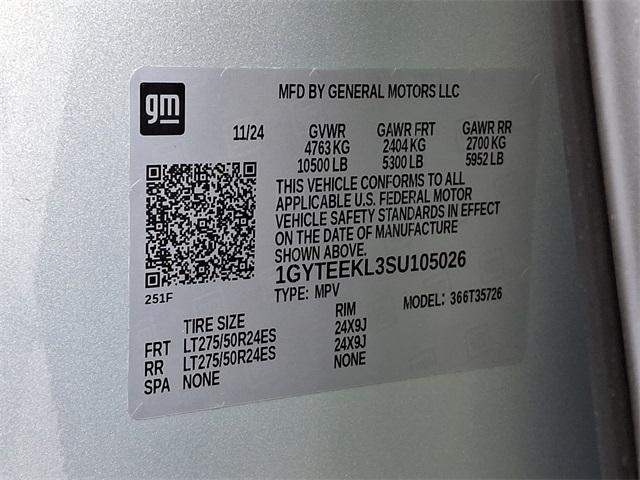 gm
MFD BY GENERAL MOTORS LLC
11/24 GVWR GAWR FRT GAWR RR
4763 KG 2404 KG 2700 KG
10500 LB 5300 LB 5952 LB
THIS VEHICLE CONFORMS TO ALL
APPLICABLE U.S. FEDERAL MOTOR
VEHICLE SAFETY STANDARDS IN EFFECT
ON THE DATE OF MANUFACTURE
SHOWN ABOVE.
1GYTEEKL3SU105026
251F
TYPE: MPV MODEL: 366T35726
TIRE SIZE RIM
FRT LT275/50R24ES 24X9J
RR LT275/50R24ES 24X9J
SPA NONE NONE